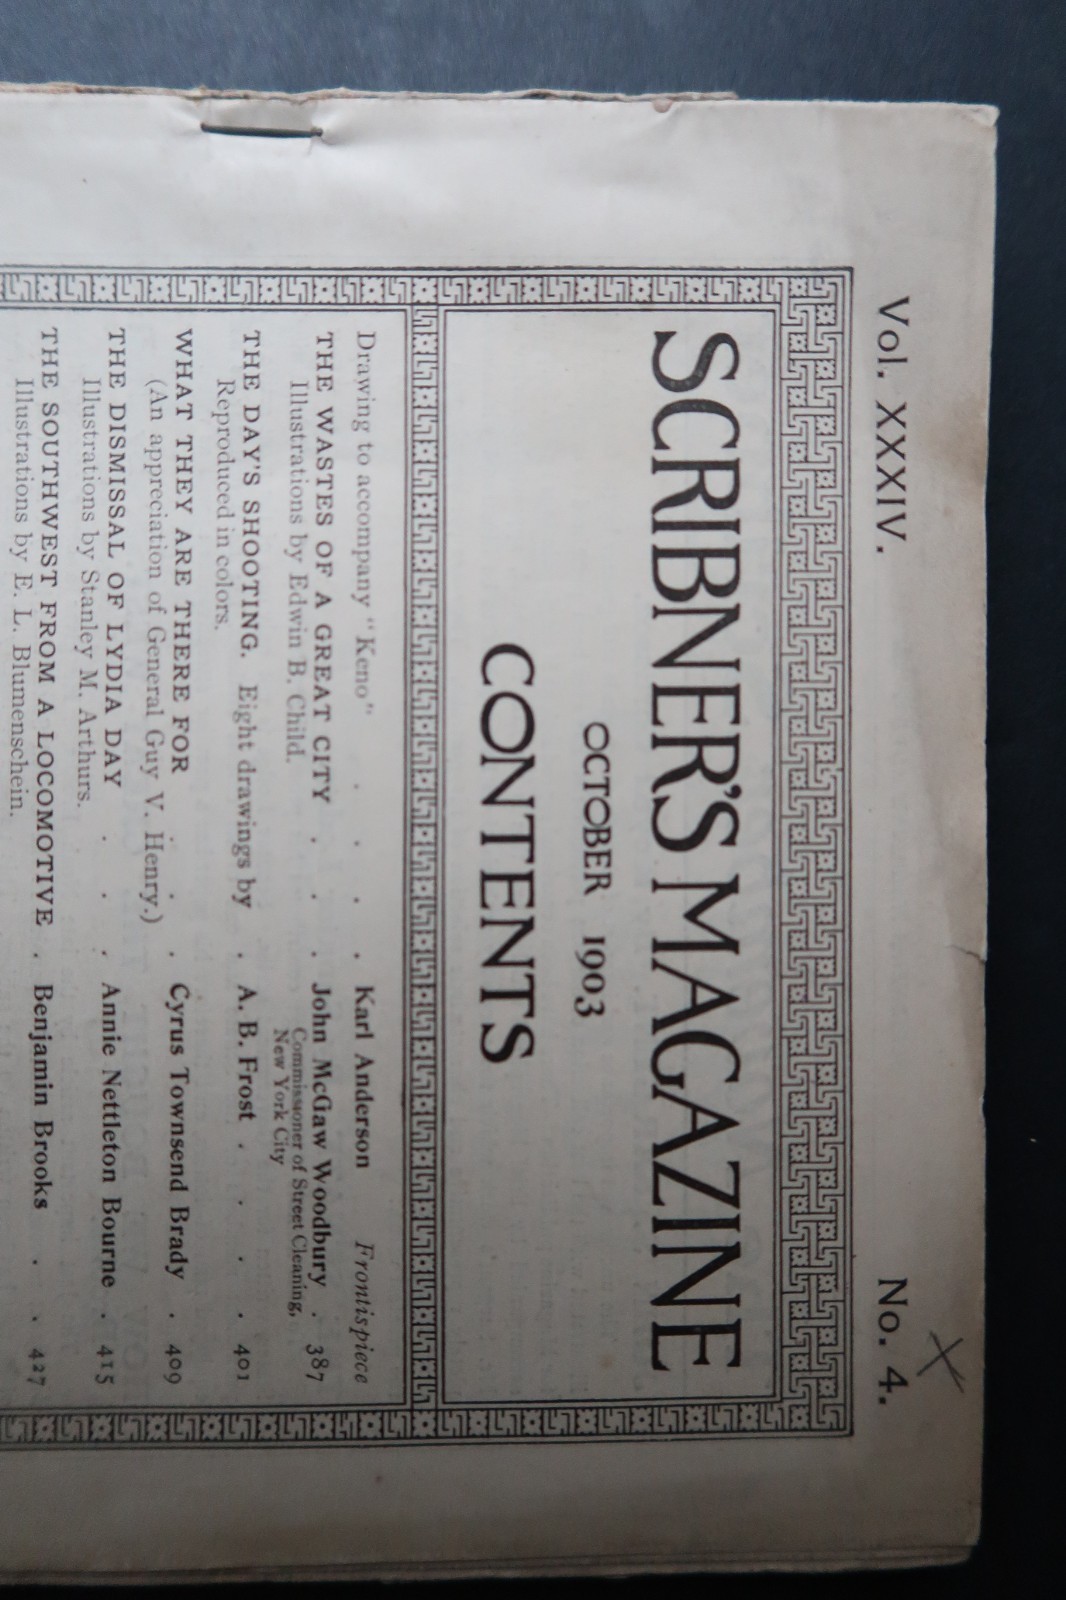 Vol. XXXIV. No. 4.
SCRIBNER'S MAGAZINE
OCTOBER 1903
CONTENTS
Drawing to accompany "Keno" . . . . Karl Anderson Frontispiece
THE WASTES OF A GREAT CITY . . . John McGaw Woodbury . 387
Illustrations by Edwin B. Child. Commissioner of Street Cleaning,
New York City
THE DAY'S SHOOTING. Eight drawings by . A. B. Frost . . . . 401
Reproduced in colors.
WHAT THEY ARE THERE FOR . . . Cyrus Townsend Brady . 409
(An appreciation of General Guy V. Henry.)
THE DISMISSAL OF LYDIA DAY . . . Annie Nettleton Bourne . 415
Illustrations by Stanley M. Arthurs.
THE SOUTHWEST FROM A LOCOMOTIVE . Benjamin Brooks . . 427
Illustrations by E. L. Blumenschein.